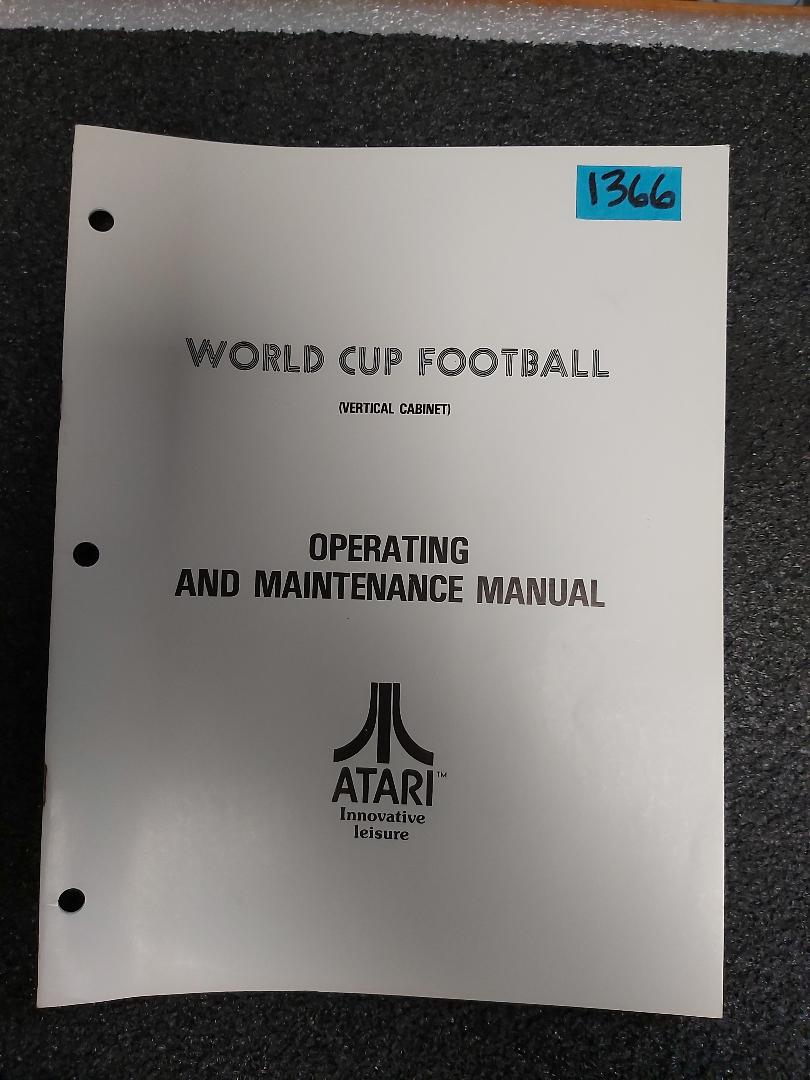 1366
WORLD CUP FOOTBALL
(VERTICAL CABINET)
OPERATING
AND MAINTENANCE MANUAL
ATARI™
Innovative
leisure